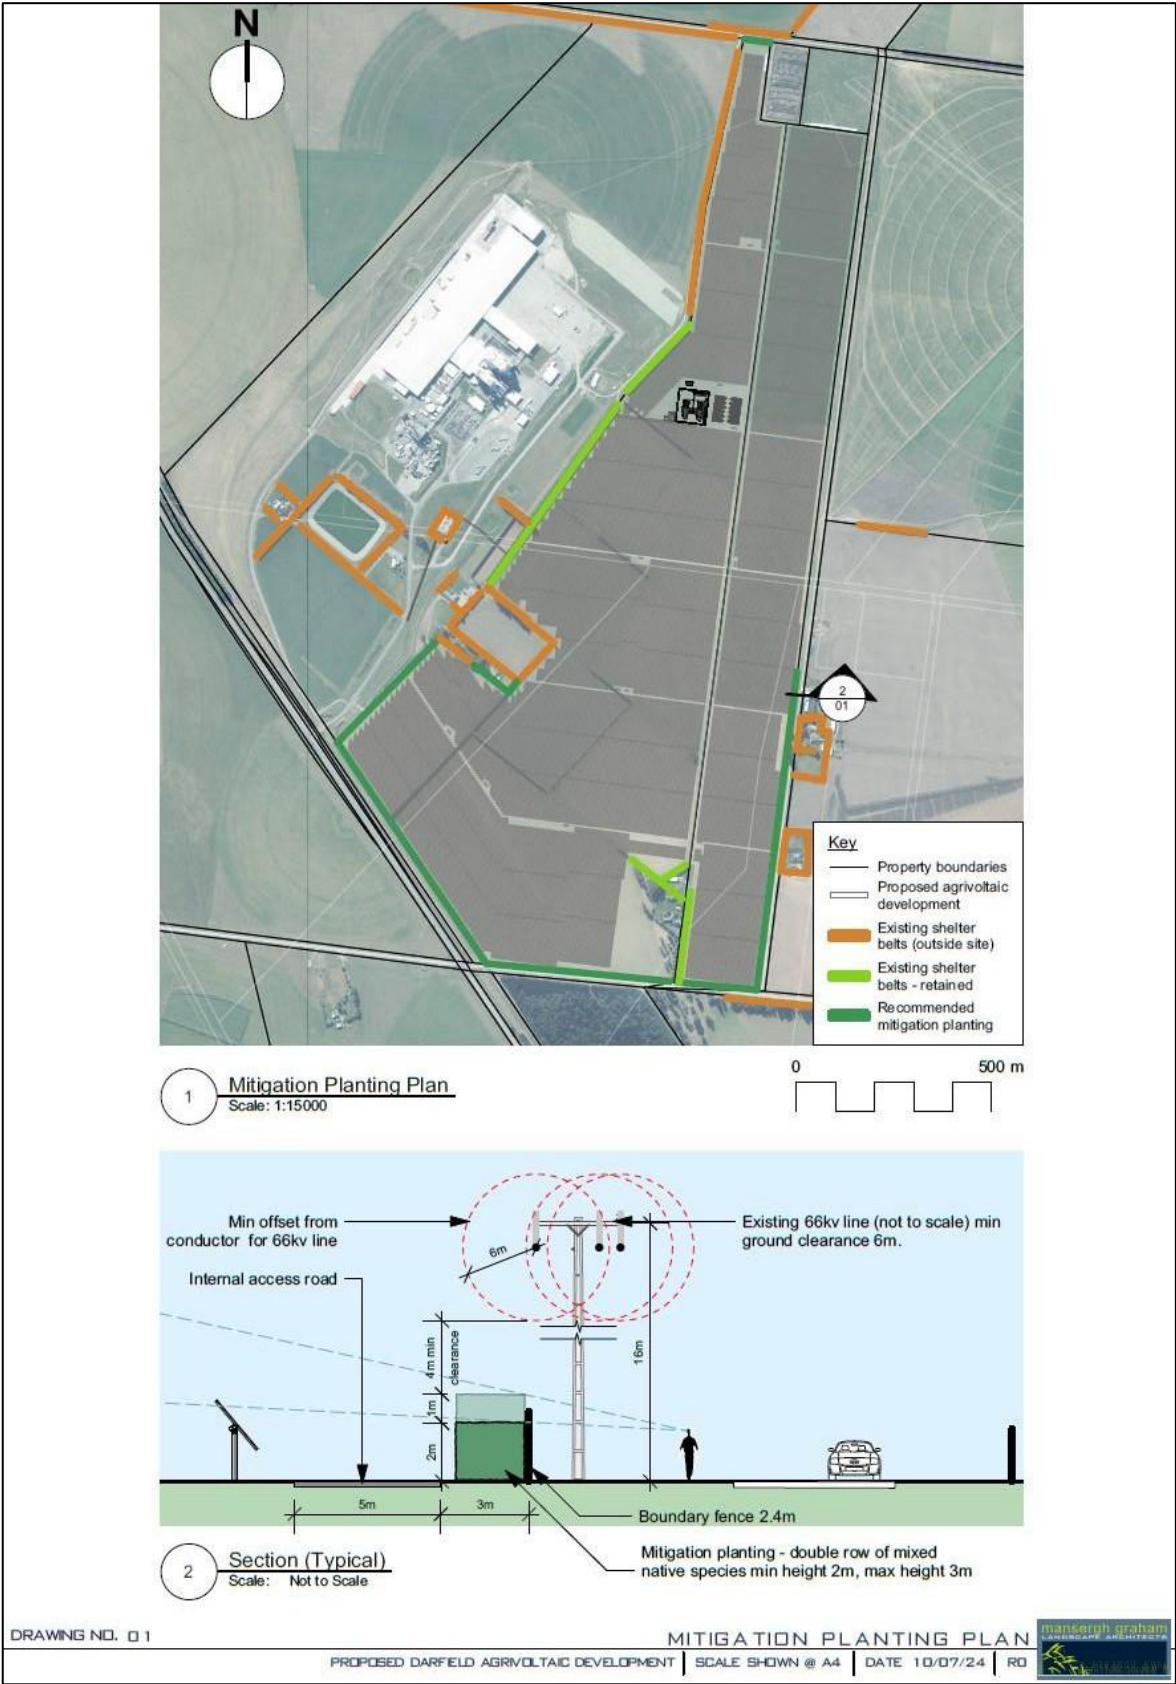 N
2
01
Key
Property boundaries
Proposed agrivoltaic
development
Existing shelter
belts (outside site)
Existing shelter
belts - retained
Recommended
mitigation planting
1
Mitigation Planting Plan
Scale: 1:15000
0
500 m
Min offset from
conductor for 66kv line
Existing 66kv line (not to scale) min
ground clearance 6m.
6m
Internal access road
4m min
clearance
16m
1m
2m
5m
3m
Boundary fence 2.4m
Mitigation planting - double row of mixed
native species min height 2m, max height 3m
2
Section (Typical)
Scale: Not to Scale
DRAWING NO. 01
MITIGATION PLANTING PLAN
PROPOSED DARFIELD AGRIVOLTAIC DEVELOPMENT
SCALE SHOWN @ A4
DATE 10/07/24
R0
mansergh graham
LANDSCAPE ARCHITECTS